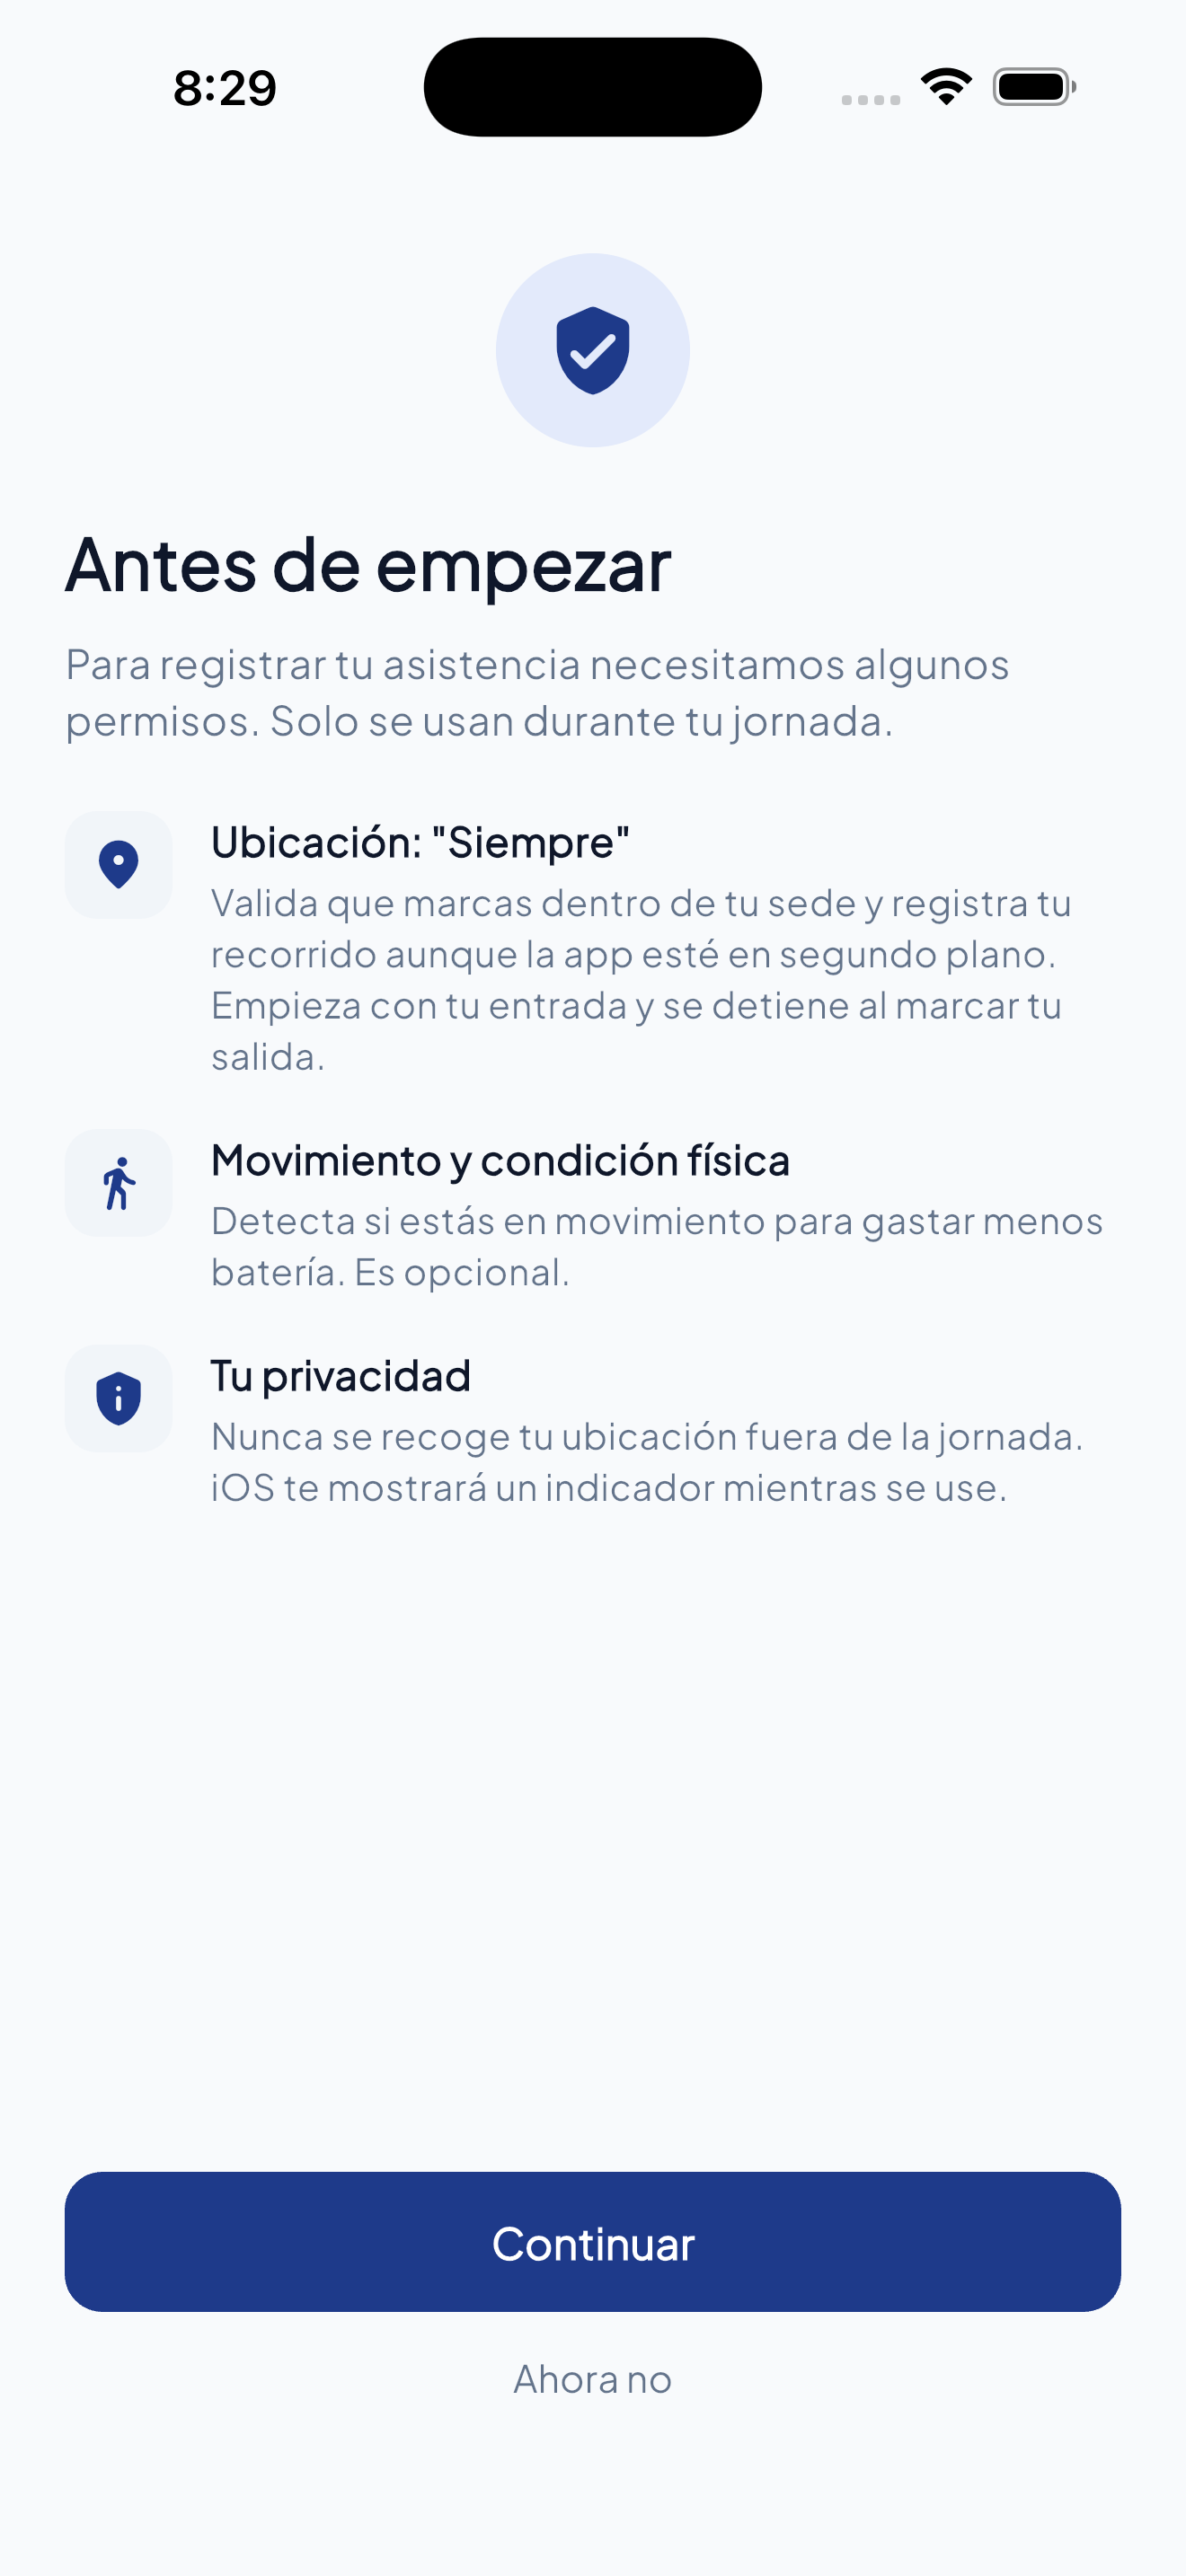 8:29
Antes de empezar
Para registrar tu asistencia necesitamos algunos
permisos. Solo se usan durante tu jornada.
Ubicación: "Siempre"
Valida que marcas dentro de tu sede y registra tu
recorrido aunque la app esté en segundo plano.
Empieza con tu entrada y se detiene al marcar tu
salida.
Movimiento y condición física
Detecta si estás en movimiento para gastar menos
batería. Es opcional.
Tu privacidad
Nunca se recoge tu ubicación fuera de la jornada.
iOS te mostrará un indicador mientras se use.
Continuar
Ahora no